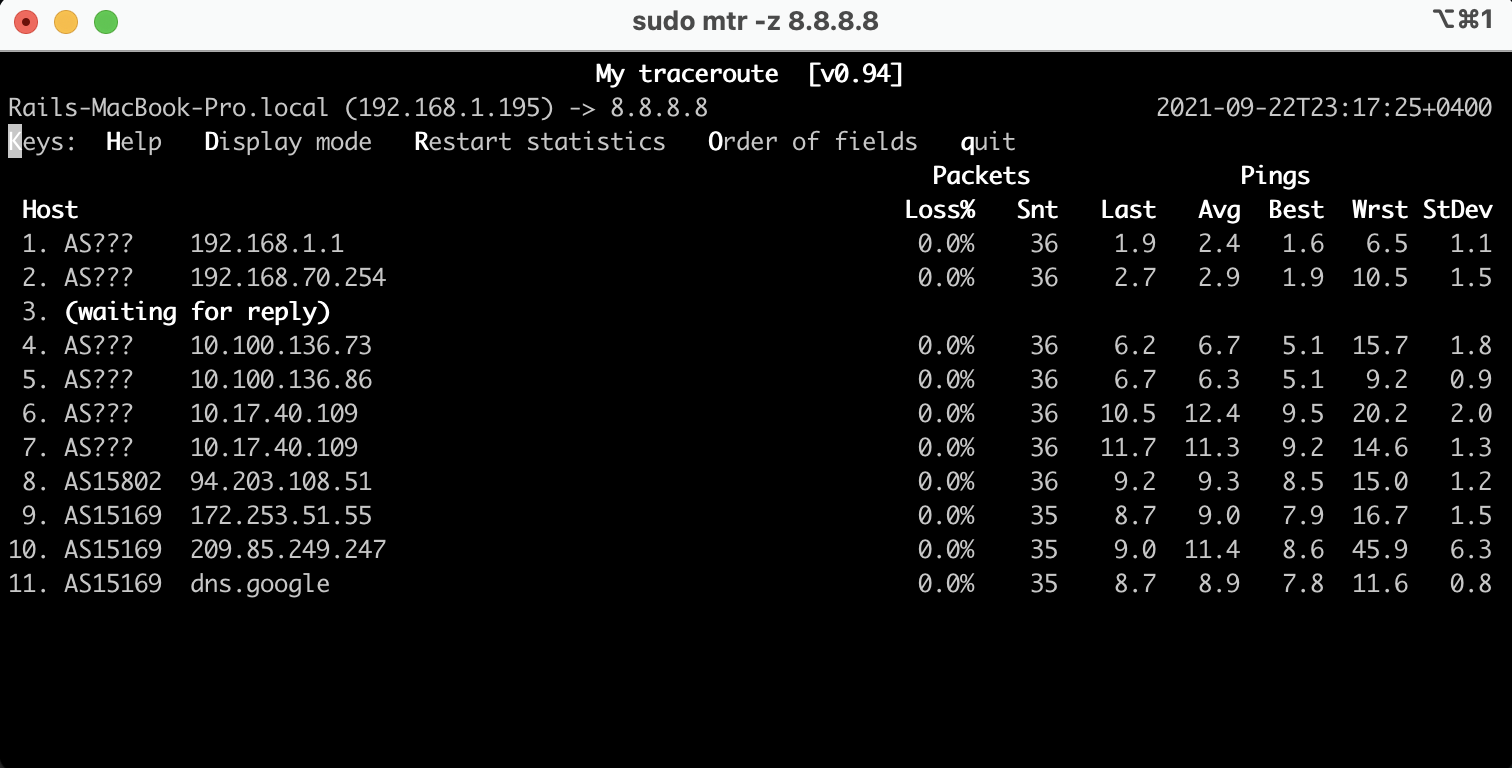 sudo mtr -z 8.8.8.8 ⌥⌘1
My traceroute [v0.94]
Rails-MacBook-Pro.local (192.168.1.195) -> 8.8.8.8 2021-09-22T23:17:25+0400
Keys: Help Display mode Restart statistics Order of fields quit
Packets Pings
Host Loss% Snt Last Avg Best Wrst StDev
1. AS??? 192.168.1.1 0.0% 36 1.9 2.4 1.6 6.5 1.1
2. AS??? 192.168.70.254 0.0% 36 2.7 2.9 1.9 10.5 1.5
3. (waiting for reply)
4. AS??? 10.100.136.73 0.0% 36 6.2 6.7 5.1 15.7 1.8
5. AS??? 10.100.136.86 0.0% 36 6.7 6.3 5.1 9.2 0.9
6. AS??? 10.17.40.109 0.0% 36 10.5 12.4 9.5 20.2 2.0
7. AS??? 10.17.40.109 0.0% 36 11.7 11.3 9.2 14.6 1.3
8. AS15802 94.203.108.51 0.0% 36 9.2 9.3 8.5 15.0 1.2
9. AS15169 172.253.51.55 0.0% 35 8.7 9.0 7.9 16.7 1.5
10. AS15169 209.85.249.247 0.0% 35 9.0 11.4 8.6 45.9 6.3
11. AS15169 dns.google 0.0% 35 8.7 8.9 7.8 11.6 0.8